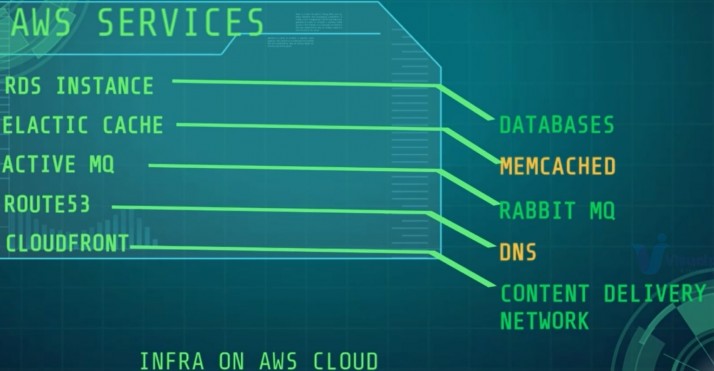 AWS SERVICES
RDS INSTANCE
ELACTIC CACHE
ACTIVE MQ
ROUTE53
CLOUDFRONT
DATABASES
MEMCACHED
RABBIT MQ
DNS
CONTENT DELIVERY
NETWORK
INFRA ON AWS CLOUD